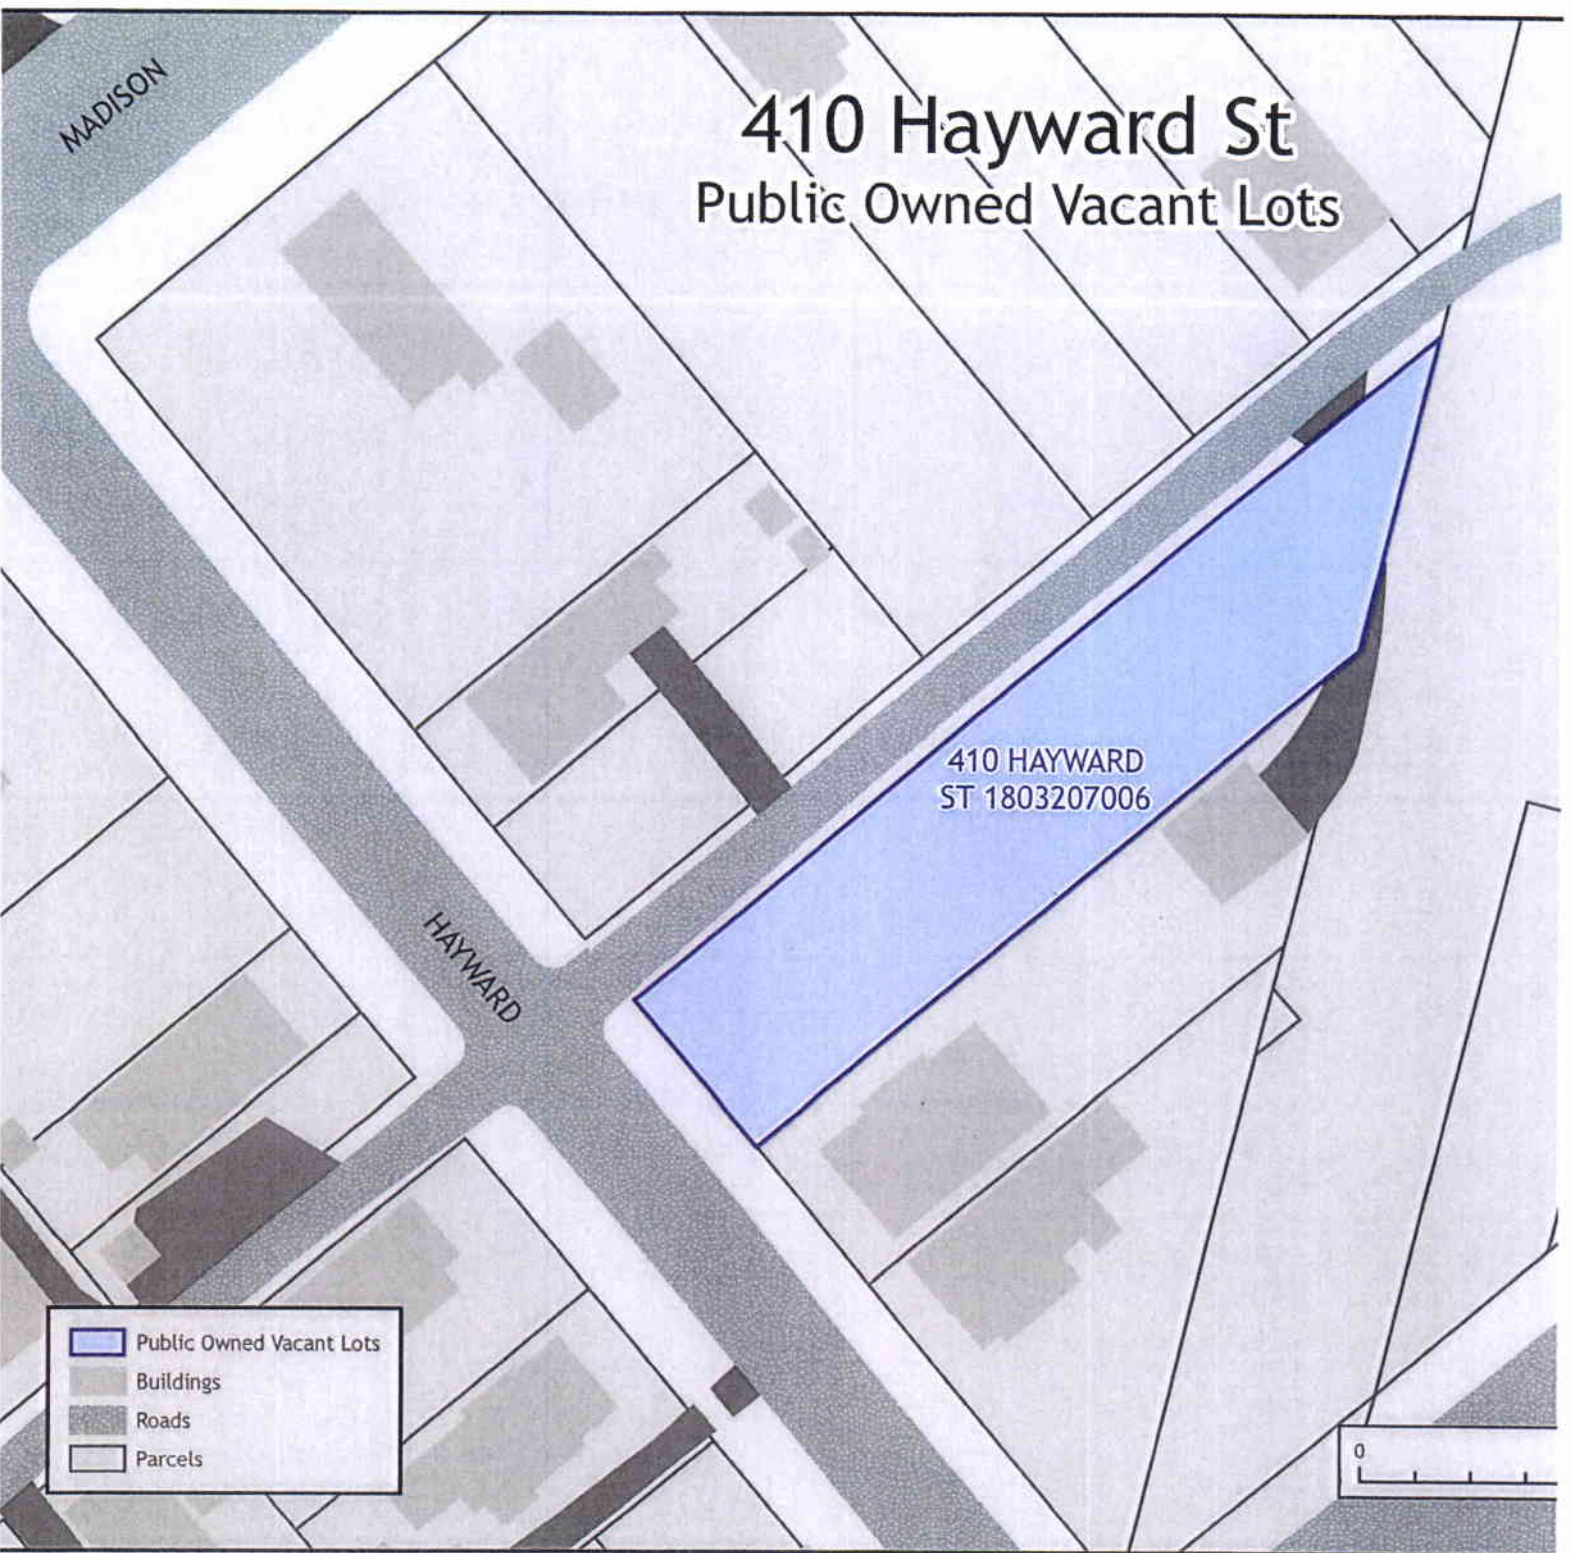 MADISON
410 Hayward St
Public Owned Vacant Lots
410 HAYWARD
ST 1803207006
HAYWARD
Public Owned Vacant Lots
Buildings
Roads
Parcels
0